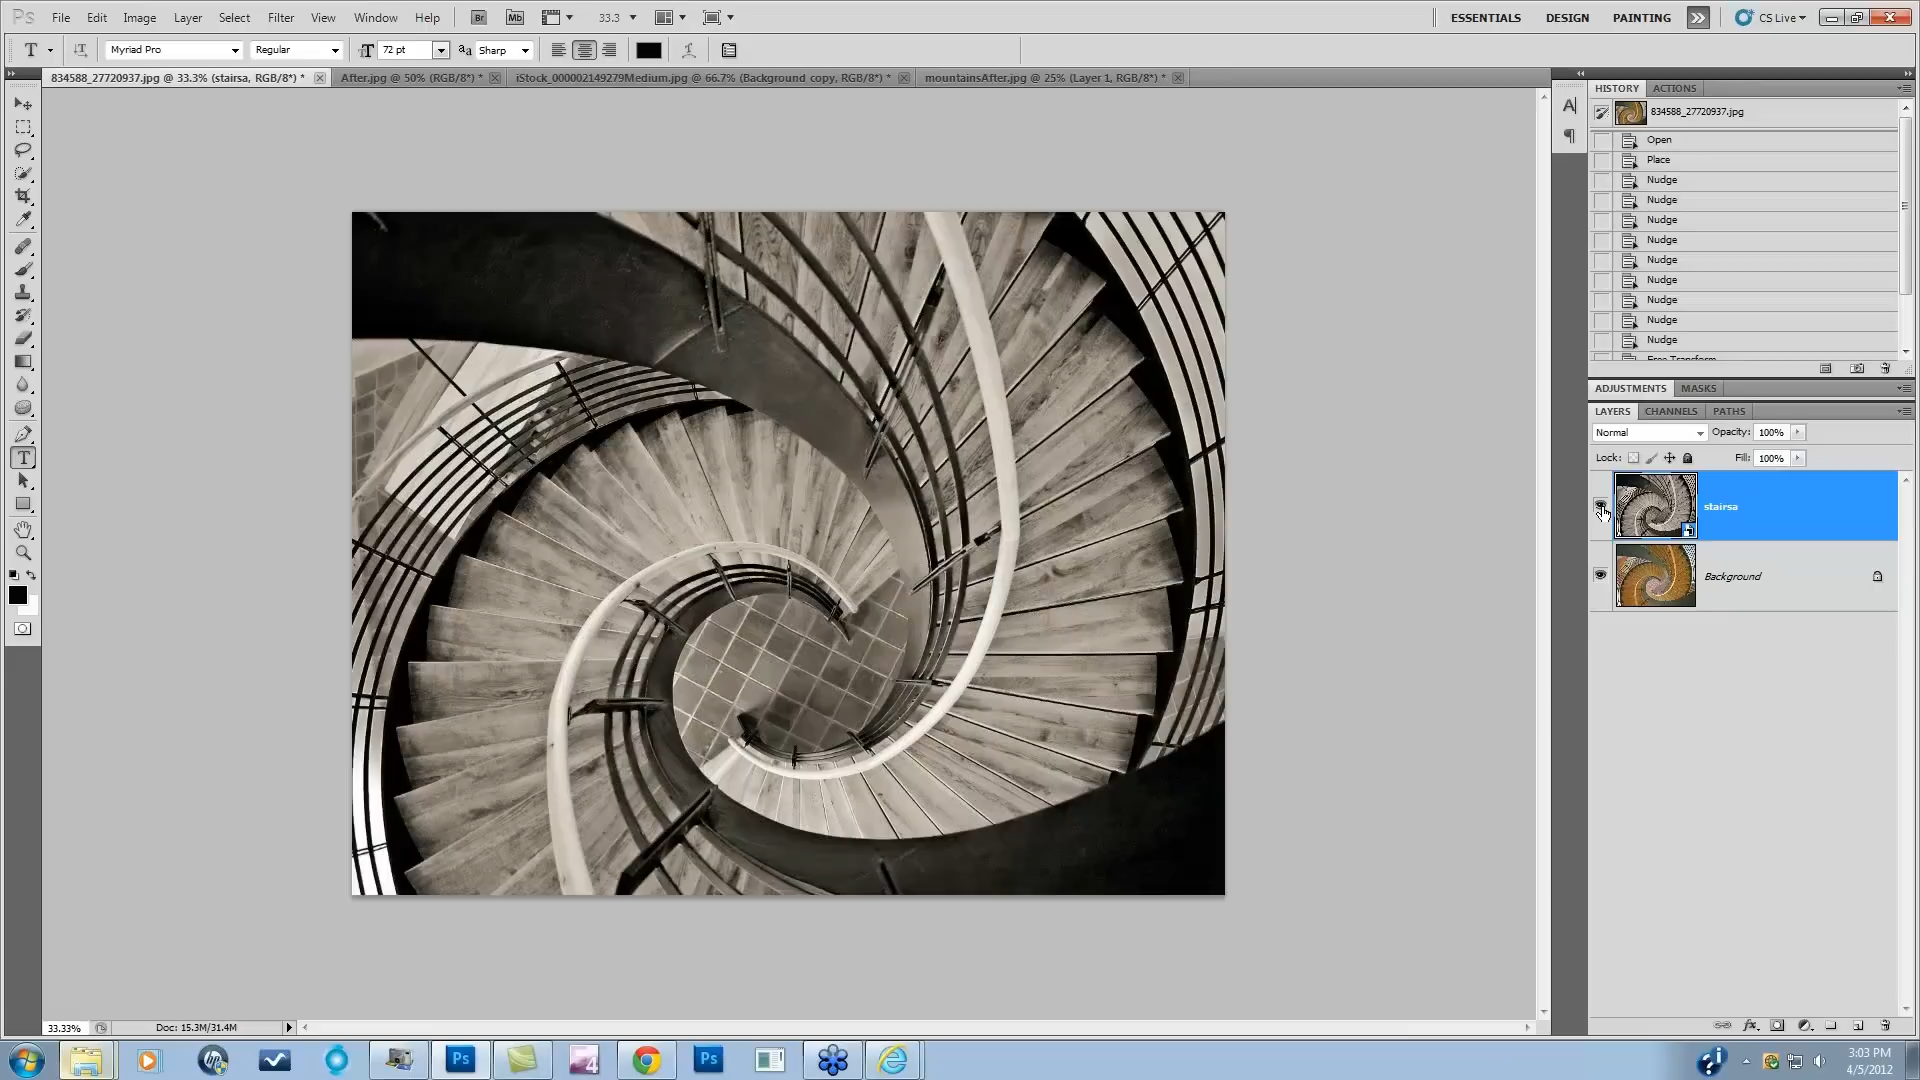 Ps File Edit Image Layer Select Filter View Window Help Br Mb 33.3 ESSENTIALS DESIGN PAINTING CS Live
T Myriad Pro Regular 72 pt aa Sharp
834588_27720937.jpg @ 33.3% (stairsa, RGB/8*) * After.jpg @ 50% (RGB/8*) * iStock_000002149279Medium.jpg @ 66.7% (Background copy, RGB/8*) * mountainsAfter.jpg @ 25% (Layer 1, RGB/8*) *
HISTORY ACTIONS
834588_27720937.jpg
Open
Place
Nudge
Nudge
Nudge
Nudge
Nudge
Nudge
Nudge
Nudge
Nudge
Free Transform
ADJUSTMENTS MASKS
LAYERS CHANNELS PATHS
Normal Opacity: 100%
Lock: Fill: 100%
stairsa
Background
33.33% Doc: 15.3M/31.4M
3:03 PM
4/5/2012